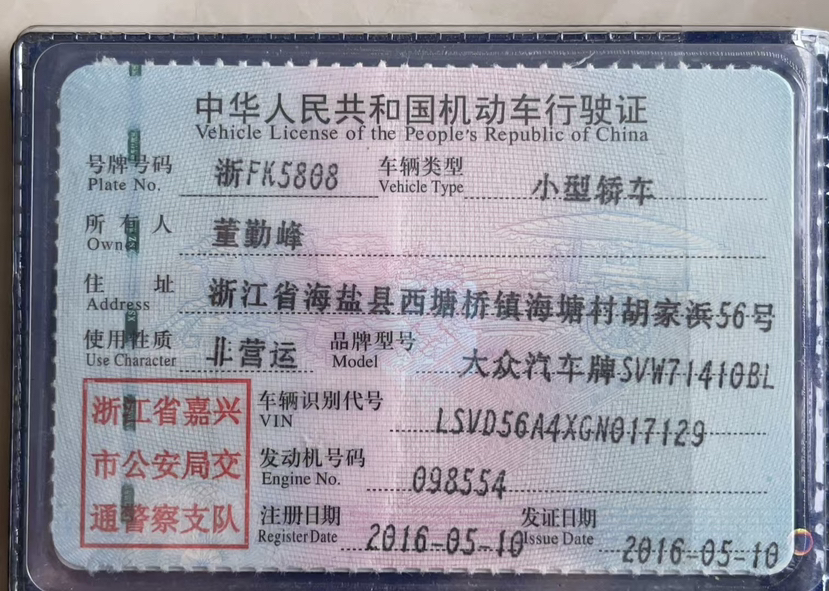 中华人民共和国机动车行驶证
Vehicle License of the People's Republic of China
号牌号码 浙FK5808 车辆类型 小型轿车
Plate No. Vehicle Type
所有人 董勤峰
Owner
住址 浙江省海盐县西塘桥镇海塘村胡家浜56号
Address
使用性质 非营运 品牌型号 大众汽车牌SVW71410BL
Use Character Model
浙江省嘉兴
市公安局交
通警察支队
车辆识别代号 LSVD56A4XGN017129
VIN
发动机号码 098554
Engine No.
注册日期 2016-05-10 发证日期 2016-05-10
Register Date Issue Date